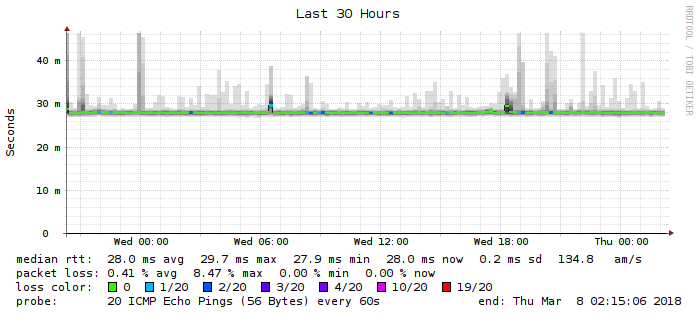 Last 30 Hours
RRDTOOL / TOBI OETIKER
Seconds
40 m
30 m
20 m
10 m
0
Wed 00:00 Wed 06:00 Wed 12:00 Wed 18:00 Thu 00:00
median rtt: 28.0 ms avg 29.7 ms max 27.9 ms min 28.0 ms now 0.2 ms sd 134.8 am/s
packet loss: 0.41 % avg 8.47 % max 0.00 % min 0.00 % now
loss color: 0 1/20 2/20 3/20 4/20 10/20 19/20
probe: 20 ICMP Echo Pings (56 Bytes) every 60s end: Thu Mar 8 02:15:06 2018